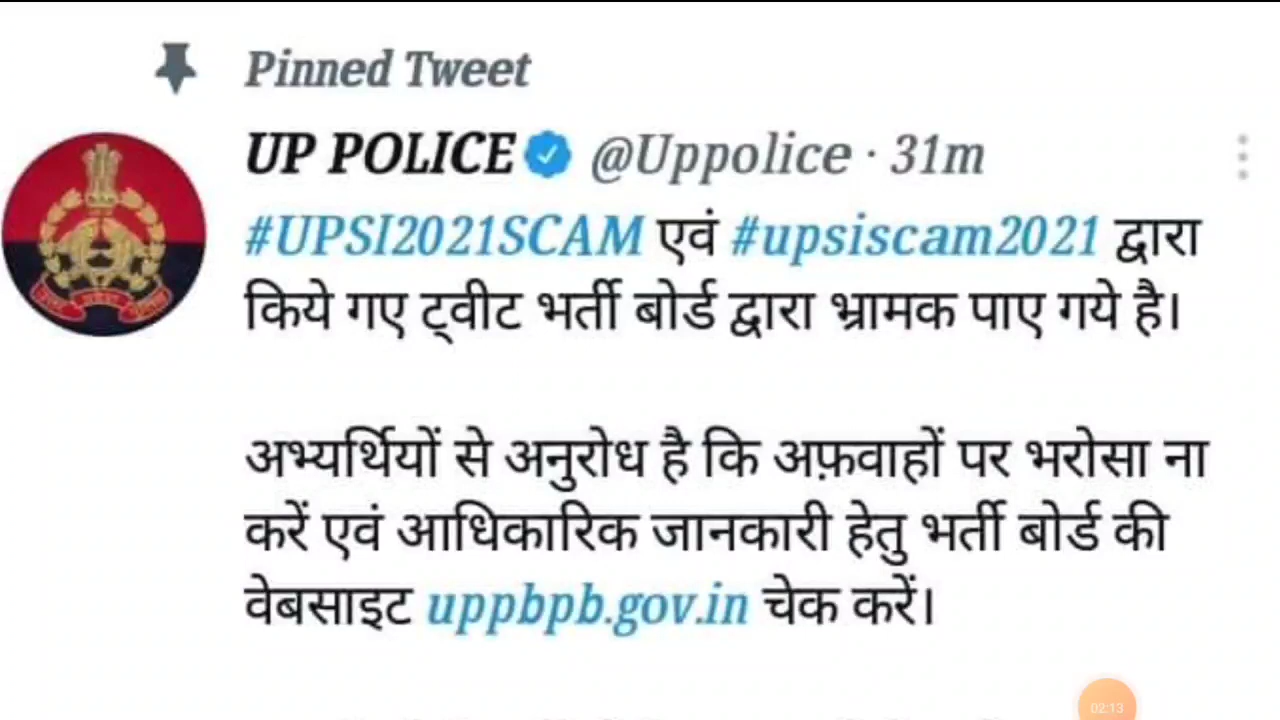 Pinned Tweet
UP POLICE @Uppolice · 31m
#UPSI2021SCAM एवं #upsiscam2021 द्वारा
किये गए ट्वीट भर्ती बोर्ड द्वारा भ्रामक पाए गये है।
अभ्यर्थियों से अनुरोध है कि अफ़वाहों पर भरोसा ना
करें एवं आधिकारिक जानकारी हेतु भर्ती बोर्ड की
वेबसाइट uppbpb.gov.in चेक करें।
02:13